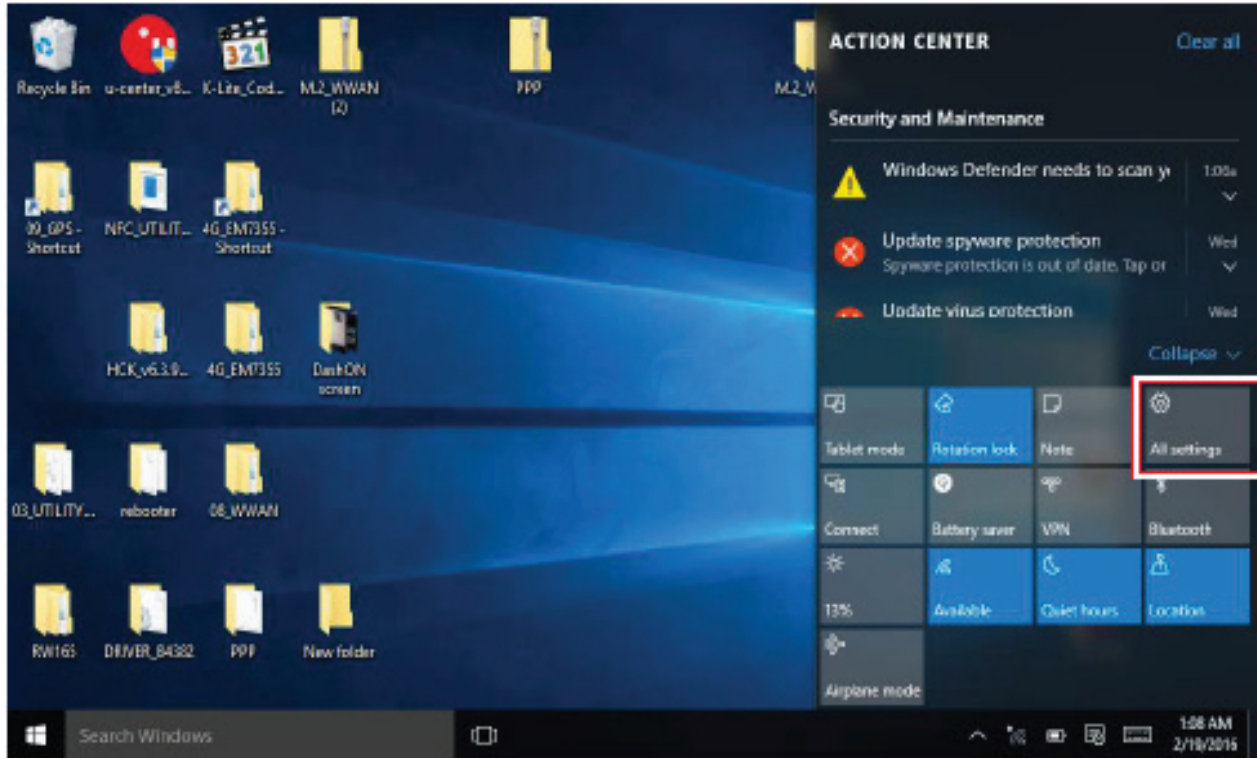 Recycle Bin
u-center_v8...
K-Lite_Cod...
M.2_WWAN
(2)
PPP
M.2_W
09_GPS -
Shortcut
NFC_UTILIT...
4G_EM7355 -
Shortcut
HCK_v6.3.9...
4G_EM7355
DashON
screen
03_UTILITY...
rebooter
08_WWAN
RW165
DRIVER_B4382
PPP
New folder
ACTION CENTER
Clear all
Security and Maintenance
Windows Defender needs to scan y
Update spyware protection
Wed
Spyware protection is out of date. Tap or
Update virus protection
Wed
Collapse
Tablet mode
Rotation lock
Note
All settings
Connect
Battery saver
VPN
Bluetooth
13%
Available
Quiet hours
Location
Airplane mode
Search Windows
1:08 AM
2/19/2016